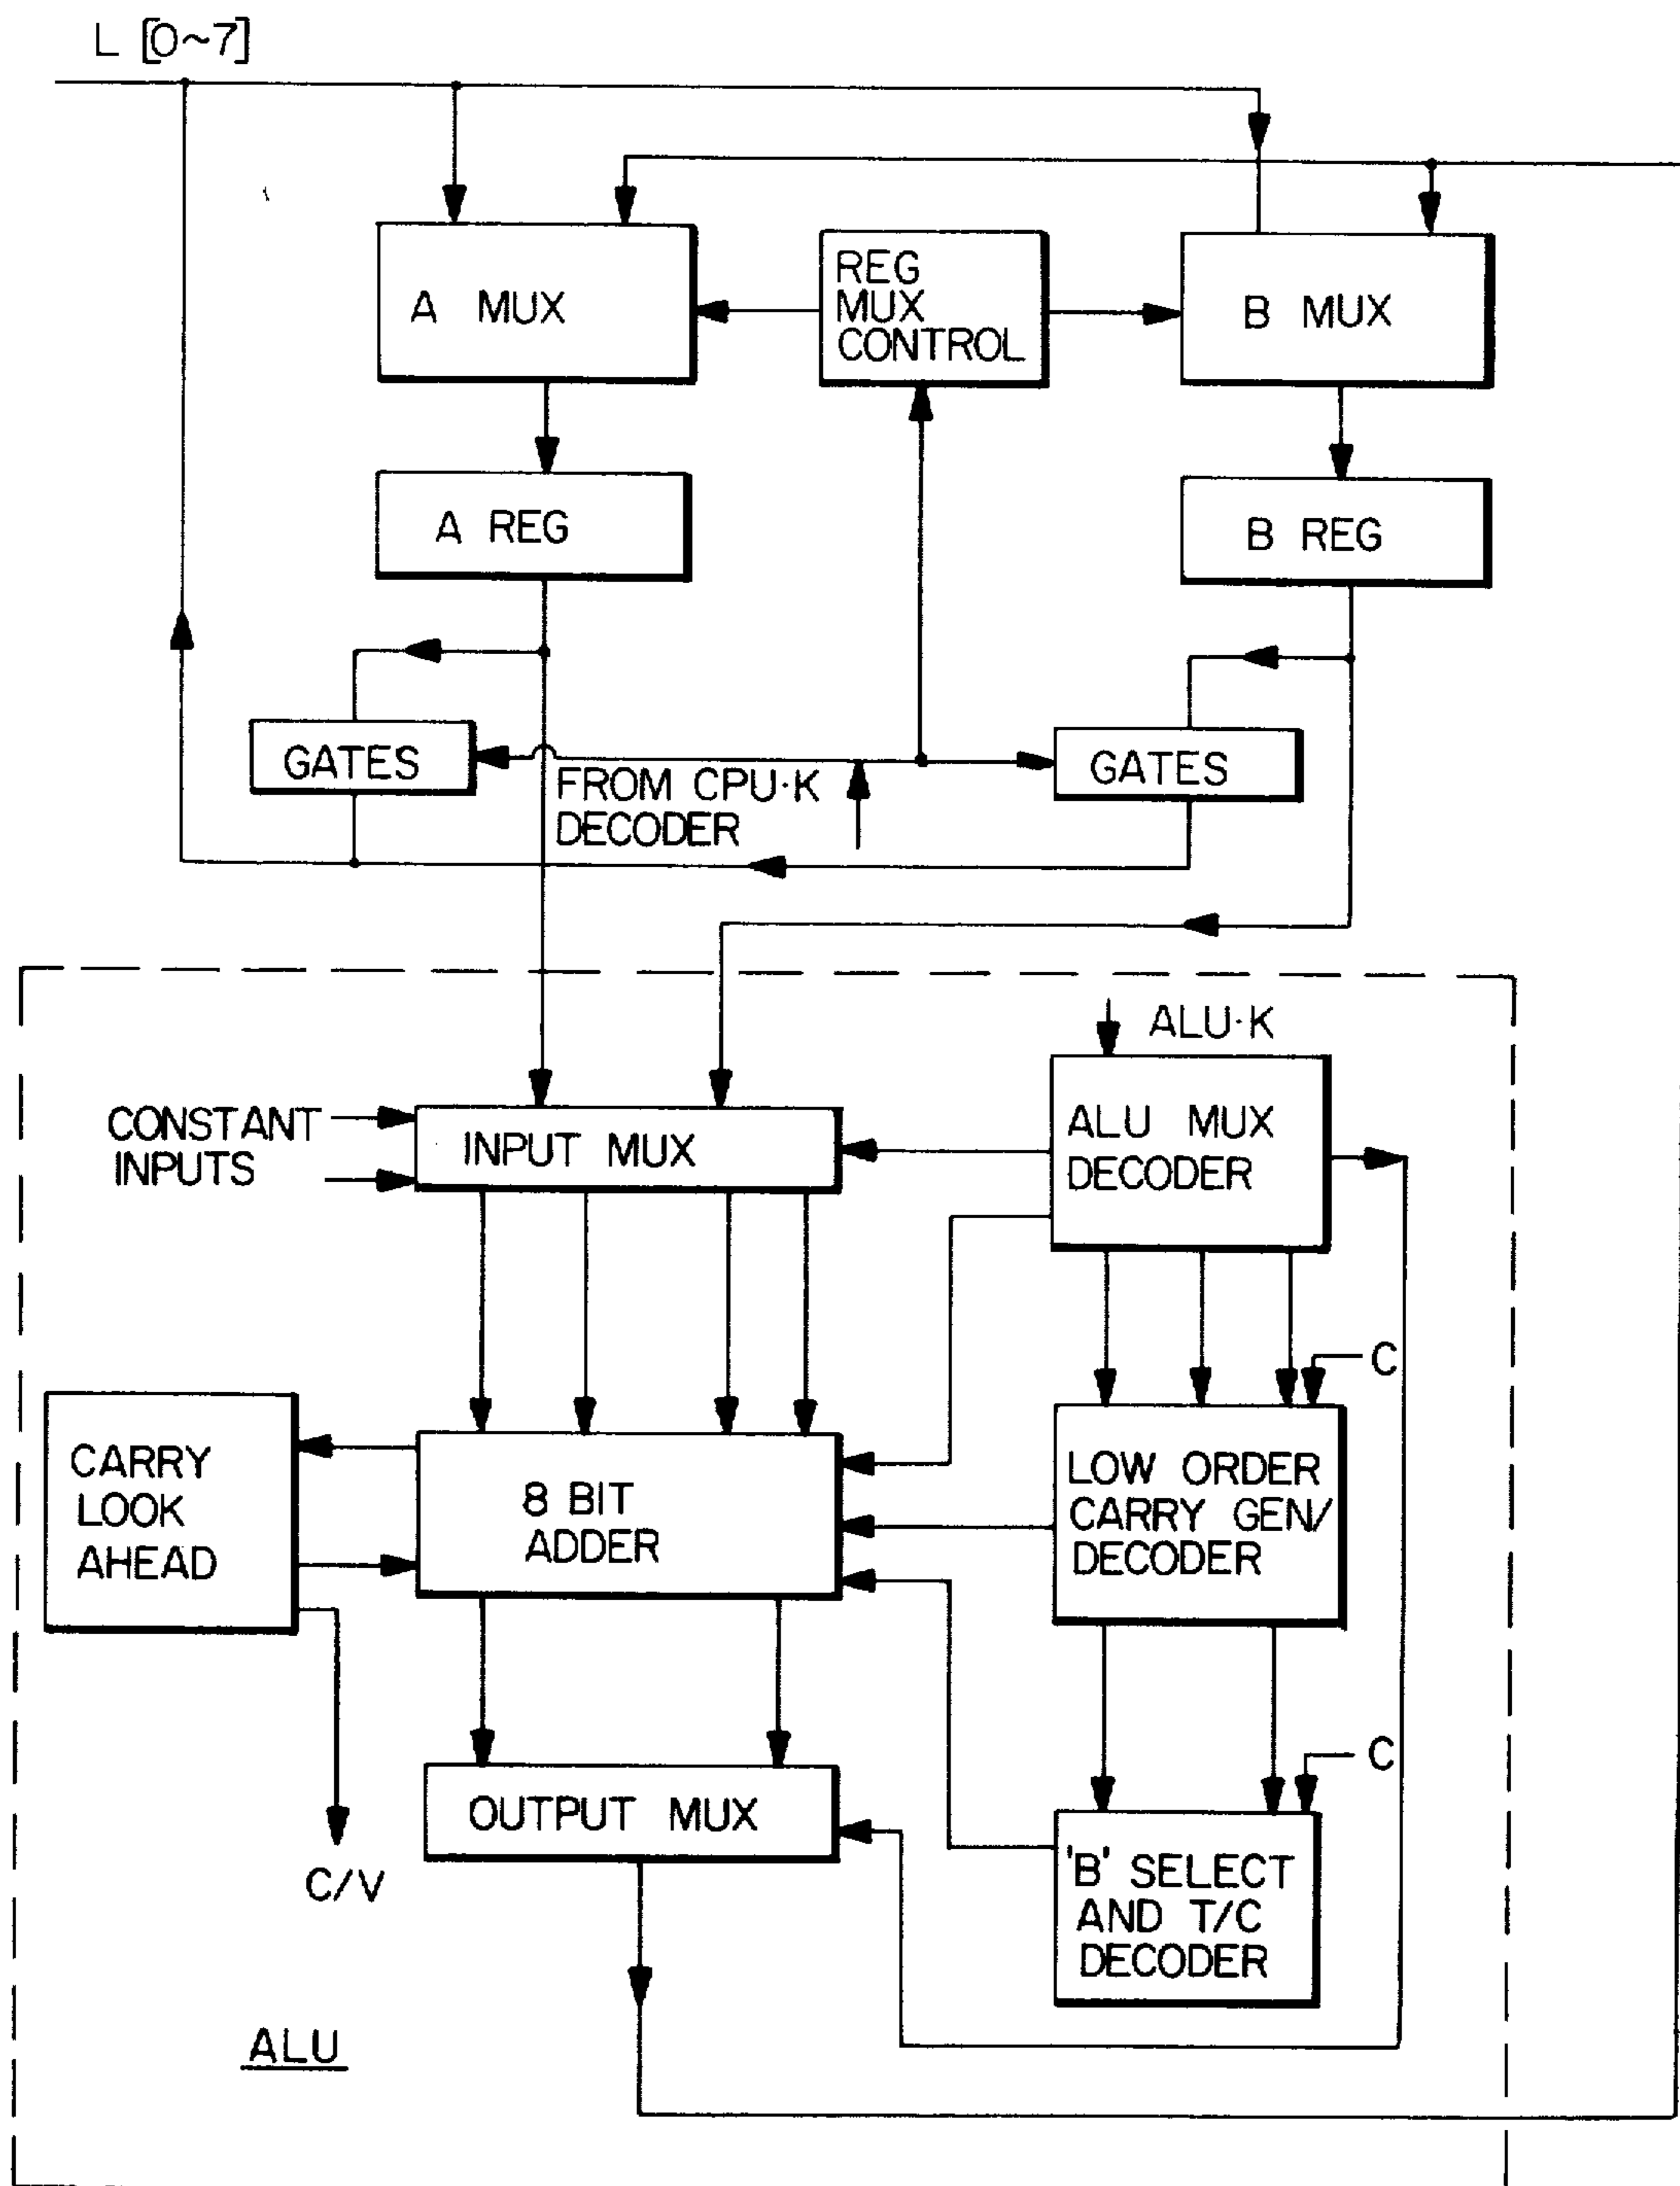 L [0~7]
A MUX
REG
MUX
CONTROL
B MUX
A REG
B REG
GATES
FROM CPU·K
DECODER
GATES
ALU·K
CONSTANT
INPUTS
INPUT MUX
ALU MUX
DECODER
C
CARRY
LOOK
AHEAD
8 BIT
ADDER
LOW ORDER
CARRY GEN/
DECODER
C
OUTPUT MUX
C/V
'B' SELECT
AND T/C
DECODER
ALU